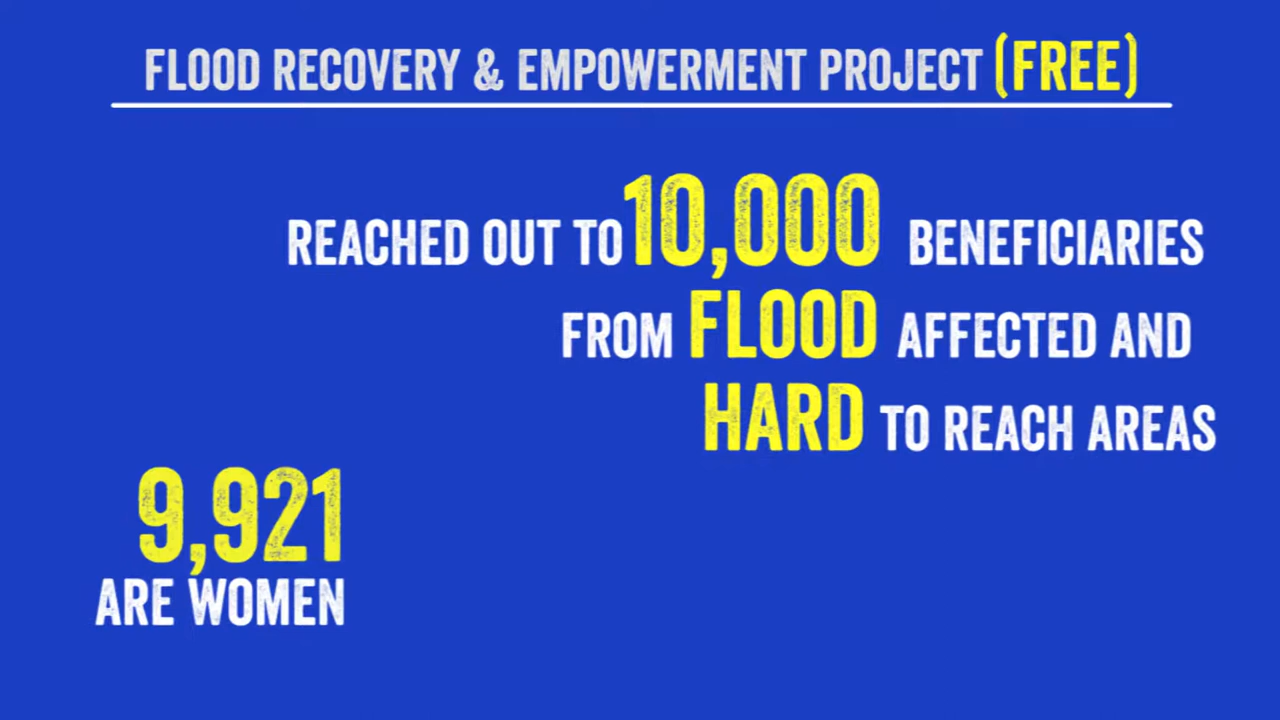 FLOOD RECOVERY & EMPOWERMENT PROJECT (FREE)
REACHED OUT TO 10,000 BENEFICIARIES
FROM FLOOD AFFECTED AND
HARD TO REACH AREAS
9,921
ARE WOMEN